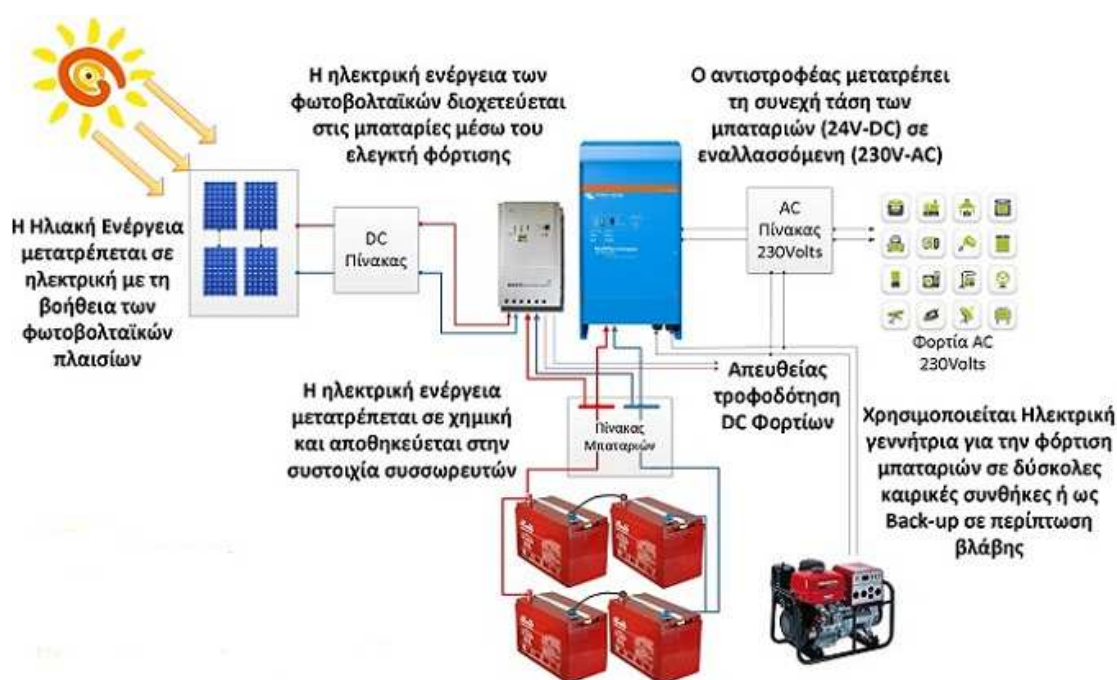 Η ηλεκτρική ενέργεια των
φωτοβολταϊκών διοχετεύεται
στις μπαταρίες μέσω του
ελεγκτή φόρτισης
Ο αντιστροφέας μετατρέπει
τη συνεχή τάση των
μπαταριών (24V-DC) σε
εναλλασσόμενη (230V-AC)
Η Ηλιακή Ενέργεια
μετατρέπεται σε
ηλεκτρική με τη
βοήθεια των
φωτοβολταϊκών
πλαισίων
DC
Πίνακας
AC
Πίνακας
230Volts
Φορτία AC
230Volts
Η ηλεκτρική ενέργεια
μετατρέπεται σε χημική
και αποθηκεύεται στην
συστοιχία συσσωρευτών
Πίνακας
Μπαταριών
Απευθείας
τροφοδότηση
DC Φορτίων
Χρησιμοποιείται Ηλεκτρική
γεννήτρια για την φόρτιση
μπαταριών σε δύσκολες
καιρικές συνθήκες ή ως
Back-up σε περίπτωση
βλάβης